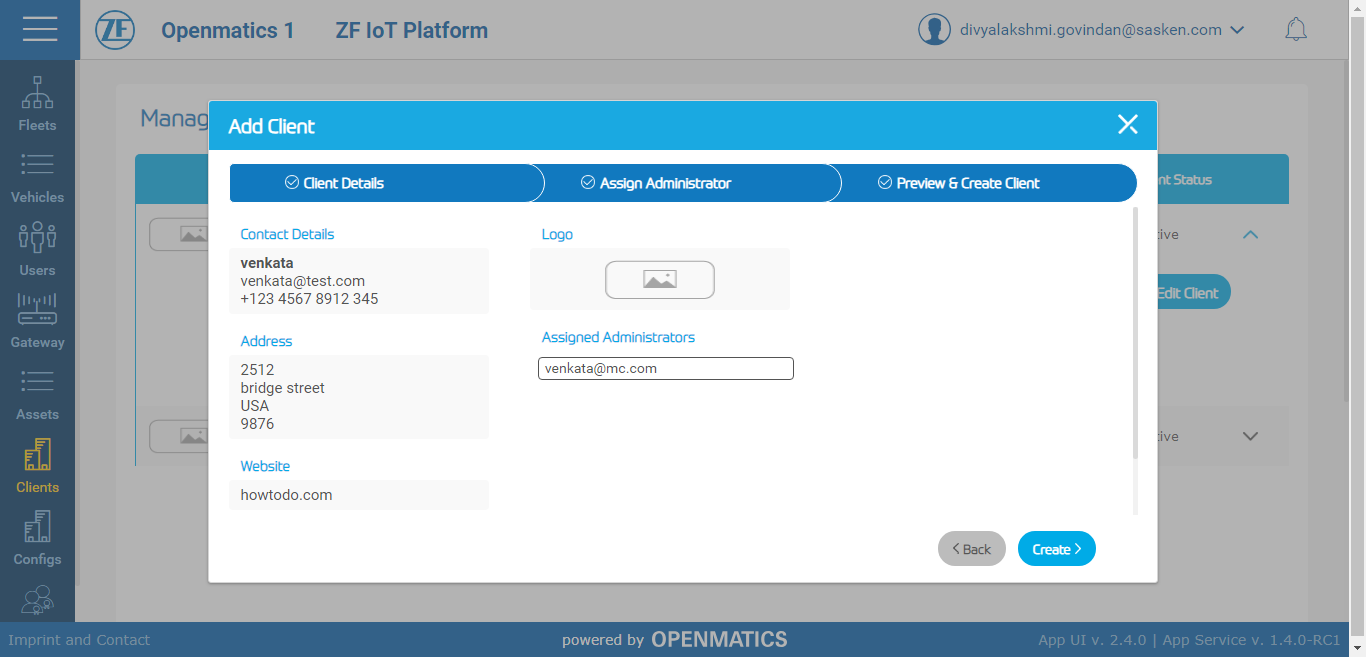 ZF
Openmatics 1
ZF IoT Platform
divyalakshmi.govindan@sasken.com
Fleets
Vehicles
Users
Gateway
Assets
Clients
Configs
Manag
nt Status
tive
Edit Client
tive
Add Client
Client Details
Assign Administrator
Preview & Create Client
Contact Details
venkata
venkata@test.com
+123 4567 8912 345
Address
2512
bridge street
USA
9876
Website
howtodo.com
Logo
Assigned Administrators
venkata@mc.com
Back
Create
Imprint and Contact
powered by OPENMATICS
App UI v. 2.4.0 | App Service v. 1.4.0-RC1